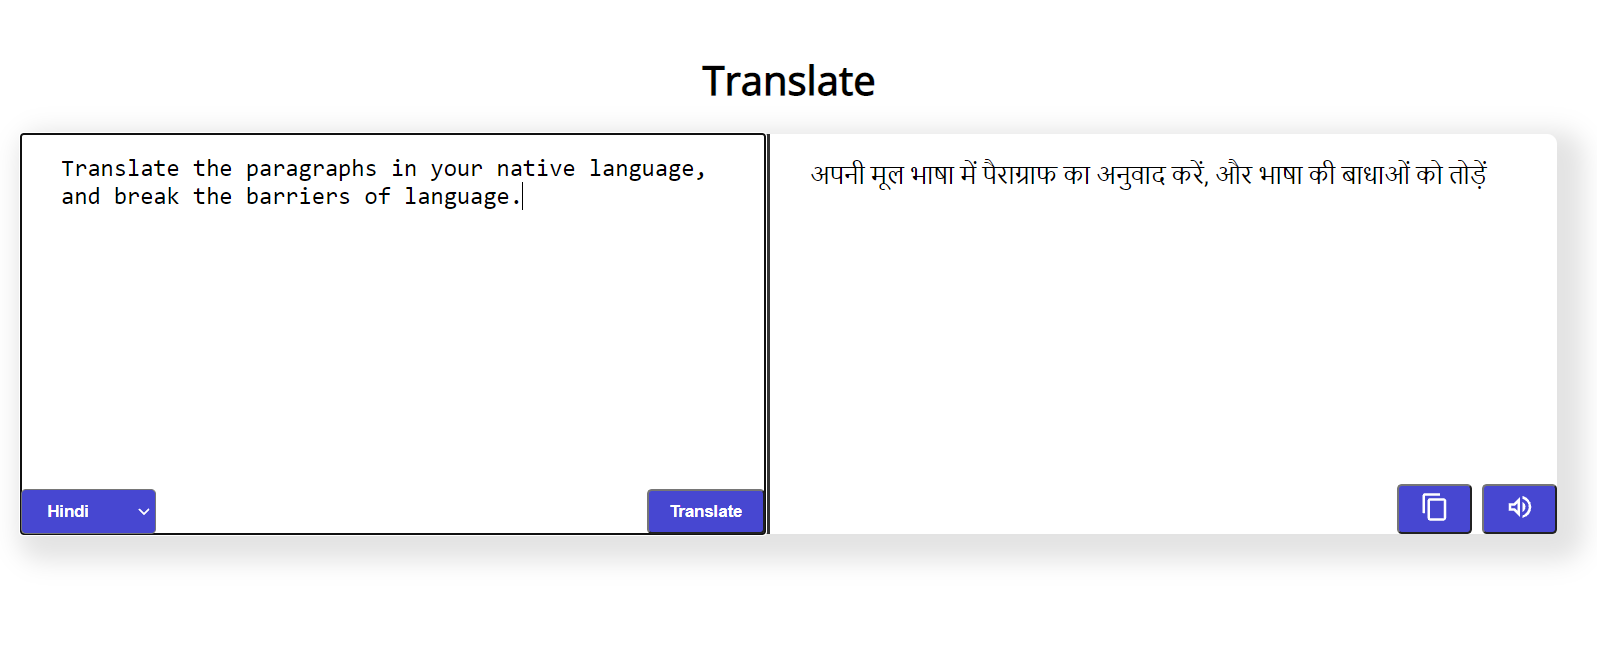 Translate
Translate the paragraphs in your native language,
and break the barriers of language.
अपनी मूल भाषा में पैराग्राफ का अनुवाद करें, और भाषा की बाधाओं को तोड़ें
Hindi
Translate